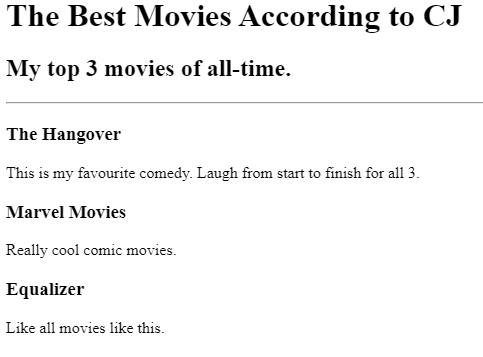 The Best Movies According to CJ
My top 3 movies of all-time.
The Hangover
This is my favourite comedy. Laugh from start to finish for all 3.
Marvel Movies
Really cool comic movies.
Equalizer
Like all movies like this.